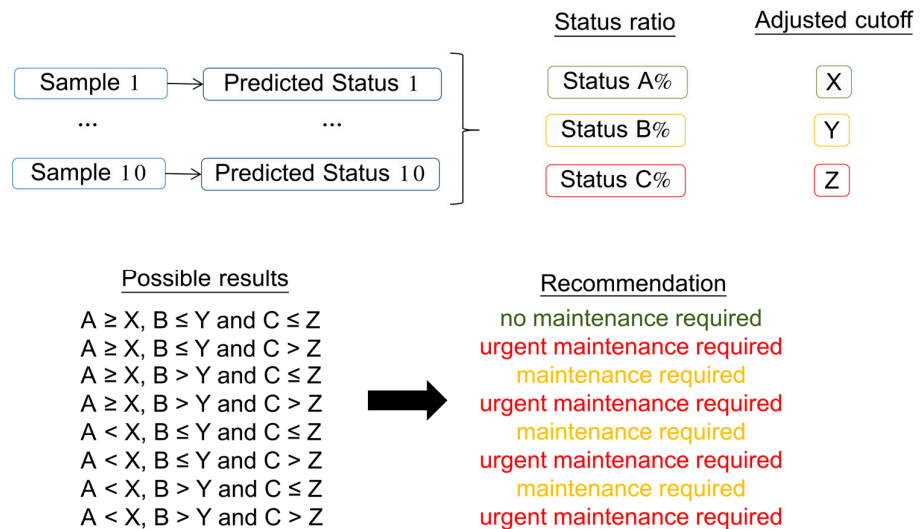 Status ratio
Adjusted cutoff
Sample 1
Predicted Status 1
Status A%
X
...
...
Status B%
Y
Sample 10
Predicted Status 10
Status C%
Z
Possible results
Recommendation
A ≥ X, B ≤ Y and C ≤ Z
no maintenance required
A ≥ X, B ≤ Y and C > Z
urgent maintenance required
A ≥ X, B > Y and C ≤ Z
maintenance required
A ≥ X, B > Y and C > Z
urgent maintenance required
A < X, B ≤ Y and C ≤ Z
maintenance required
A < X, B ≤ Y and C > Z
urgent maintenance required
A < X, B > Y and C ≤ Z
maintenance required
A < X, B > Y and C > Z
urgent maintenance required